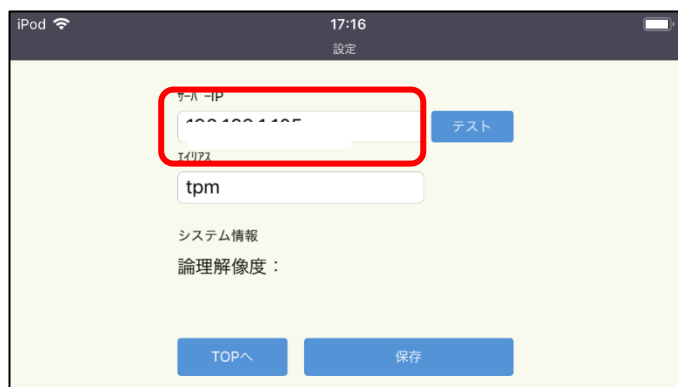 iPod 17:16
設定
ｻｰﾊﾞｰIP
テスト
ｴｲﾘｱｽ
tpm
システム情報
論理解像度：
TOPへ 保存